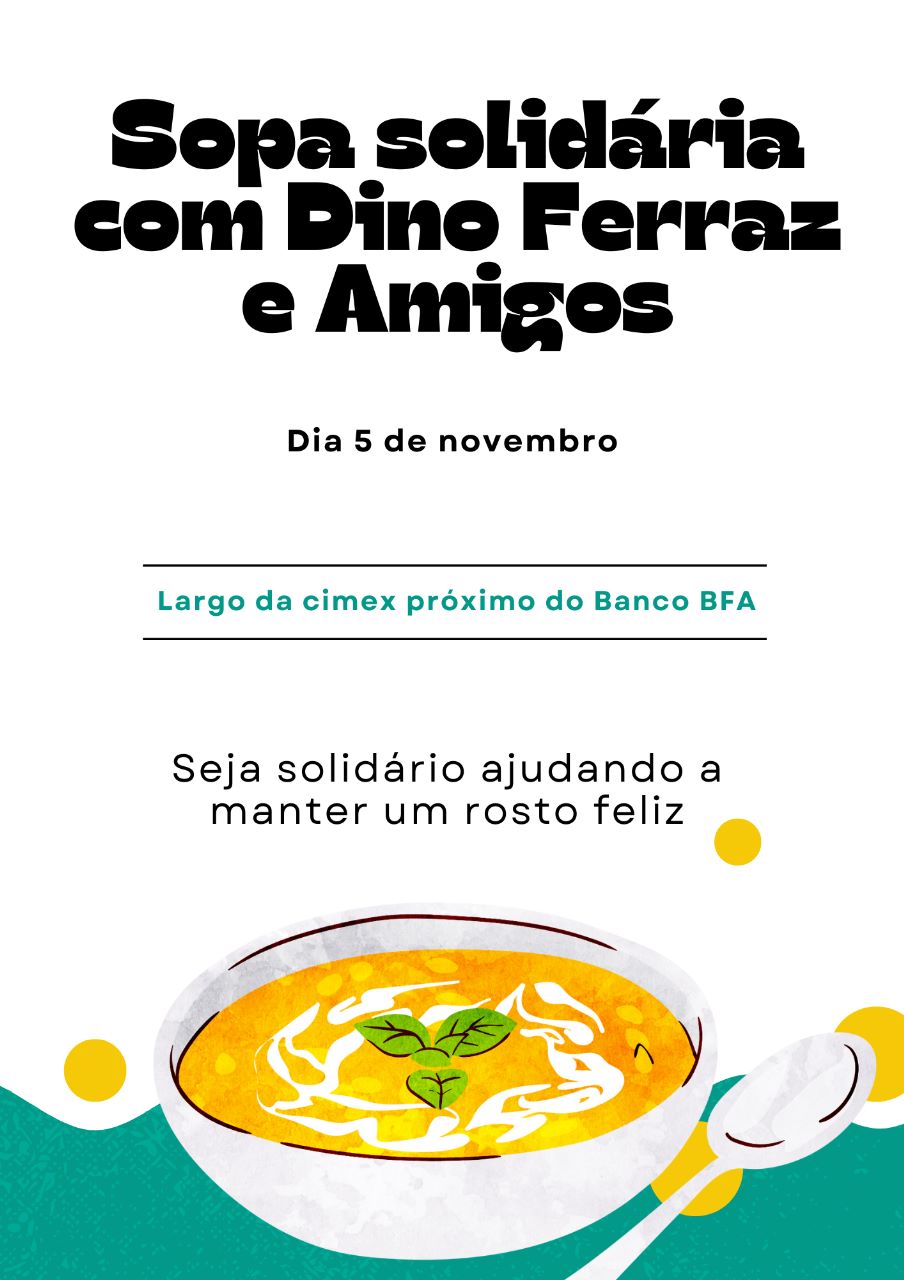 Sopa solidária
com Dino Ferraz
e Amigos
Dia 5 de novembro
Largo da cimex próximo do Banco BFA
Seja solidário ajudando a
manter um rosto feliz